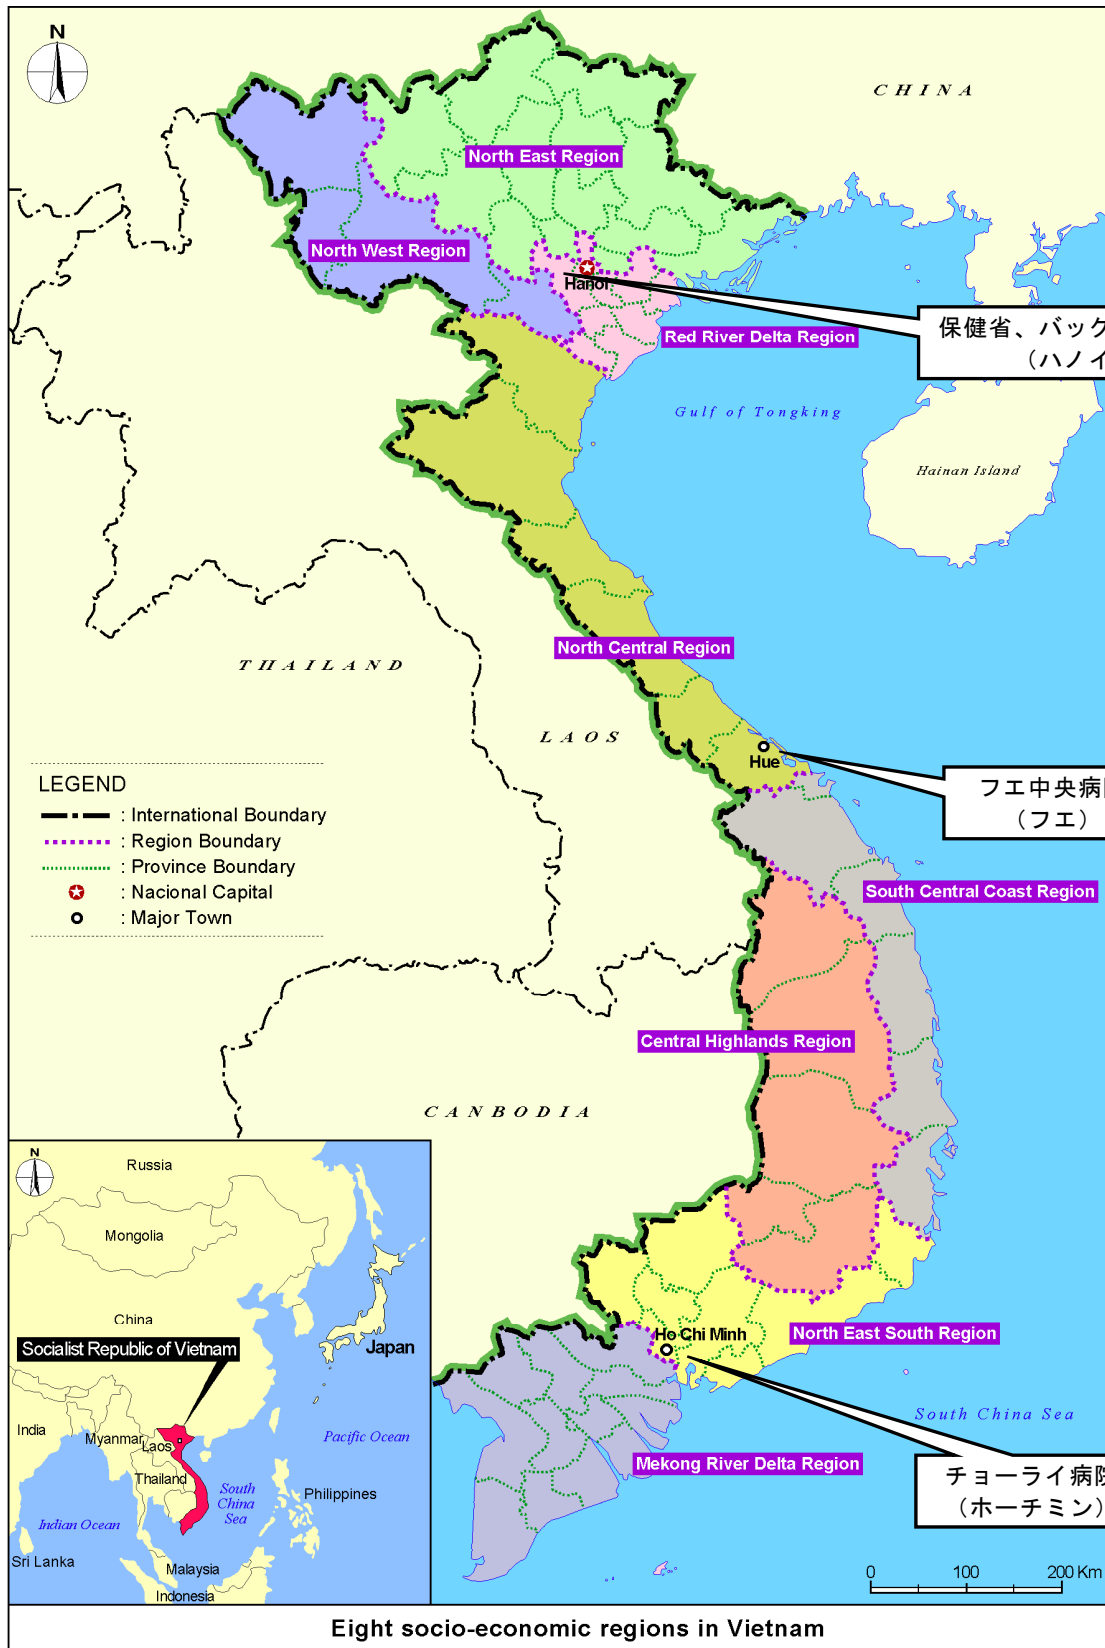 N
CHINA
North East Region
North West Region
Hanoi
保健省、バック
（ハノイ
Red River Delta Region
Gulf of Tongking
Hainan Island
North Central Region
THAILAND
LAOS
Hue
フエ中央病
（フエ）
LEGEND
: International Boundary
: Region Boundary
: Province Boundary
: Nacional Capital
: Major Town
South Central Coast Region
Central Highlands Region
CANBODIA
N
Russia
Mongolia
China
Socialist Republic of Vietnam
Japan
India
Myanmar
Laos
Thailand
Pacific Ocean
South
China
Sea
Philippines
Indian Ocean
Sri Lanka
Malaysia
Indonesia
Ho Chi Minh
North East South Region
South China Sea
Mekong River Delta Region
チョーライ病院
（ホーチミン）
0 100 200 Km
Eight socio-economic regions in Vietnam